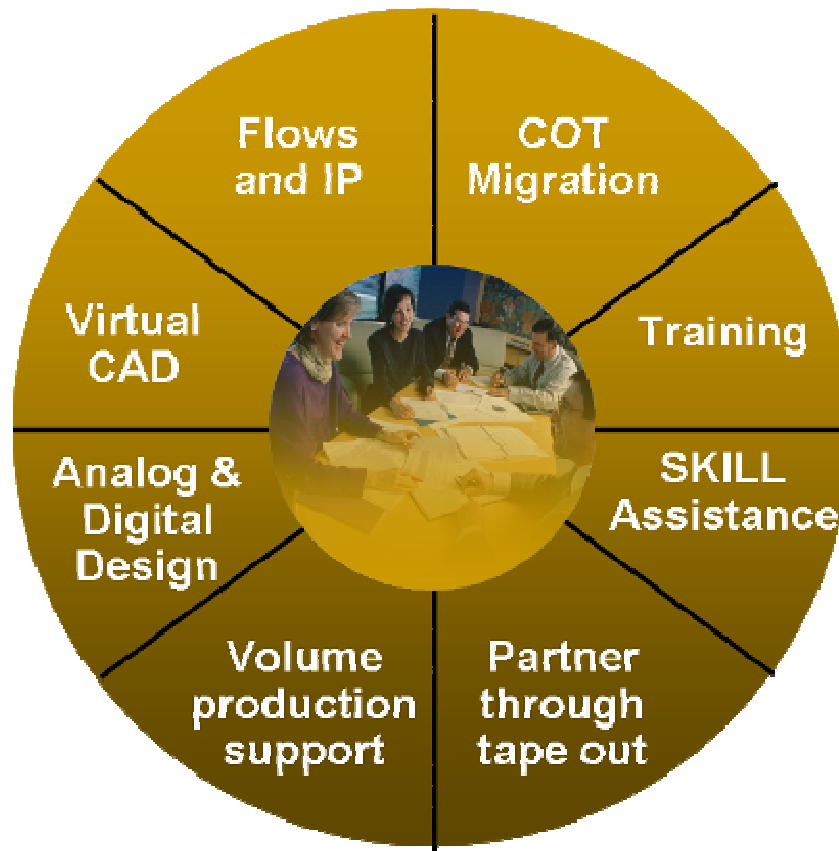 Flows
and IP
COT
Migration
Virtual
CAD
Training
Analog &
Digital
Design
SKILL
Assistance
Volume
production
support
Partner
through
tape out